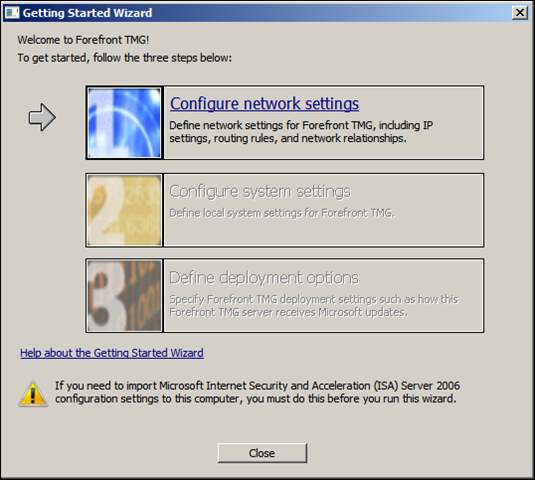 Getting Started Wizard
Welcome to Forefront TMG!
To get started, follow the three steps below:
1
Configure network settings
Define network settings for Forefront TMG, including IP
settings, routing rules, and network relationships.
2
Configure system settings
Define local system settings for Forefront TMG.
3
Define deployment options
Specify Forefront TMG deployment settings such as how this
Forefront TMG server receives Microsoft updates.
Help about the Getting Started Wizard
If you need to import Microsoft Internet Security and Acceleration (ISA) Server 2006
configuration settings to this computer, you must do this before you run this wizard.
Close